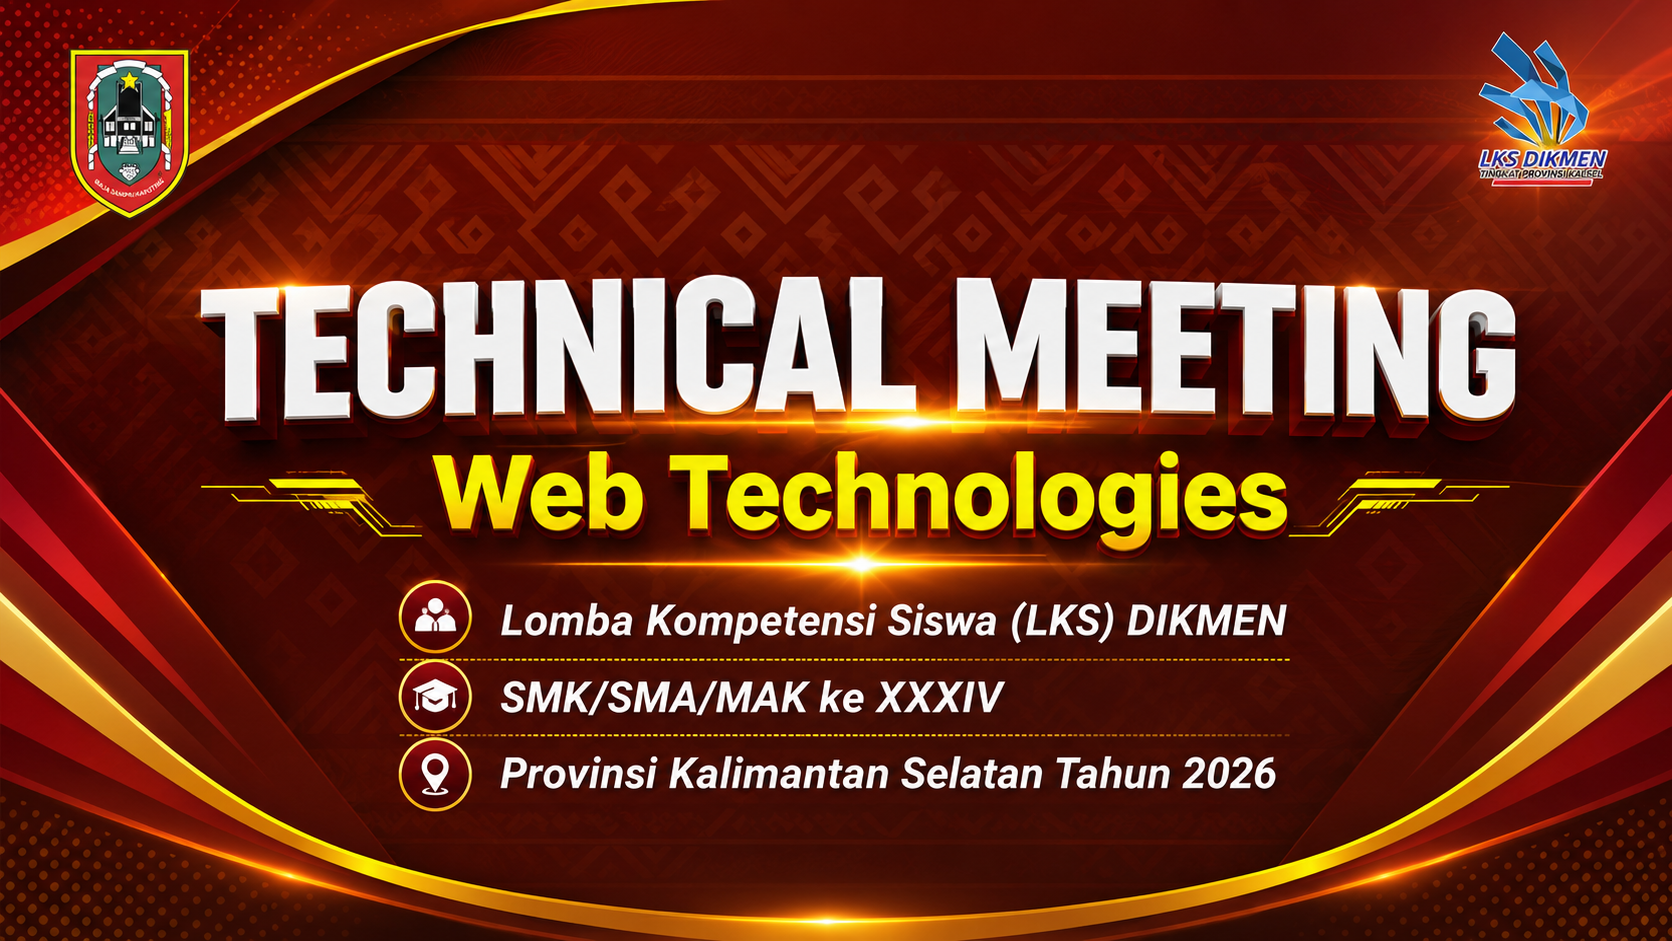 LKS DIKMEN
TINGKAT PROVINSI KALSEL
TECHNICAL MEETING
Web Technologies
Lomba Kompetensi Siswa (LKS) DIKMEN
SMK/SMA/MAK ke XXXIV
Provinsi Kalimantan Selatan Tahun 2026